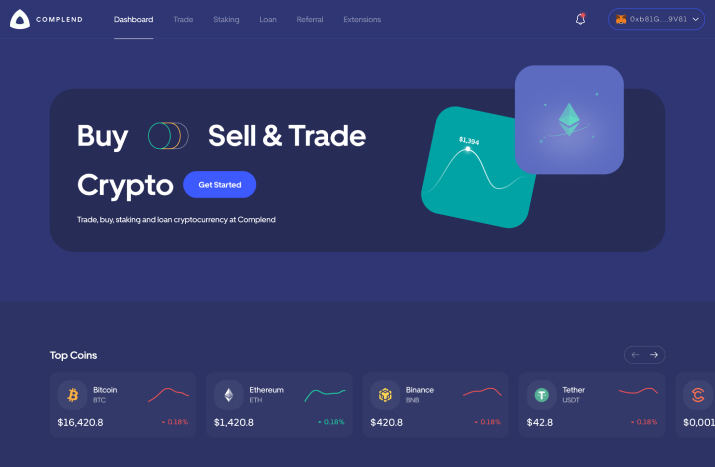 COMPLEND
Dashboard Trade Staking Loan Referral Extensions
0xb81G...9V81
Buy Sell & Trade
Crypto Get Started
Trade, buy, staking and loan cryptocurrency at Complend
$1,394
Top Coins
Bitcoin
BTC
$16,420.8 0.18%
Ethereum
ETH
$1,420.8 0.18%
Binance
BNB
$420.8 0.18%
Tether
USDT
$42.8 0.18%
$0,001